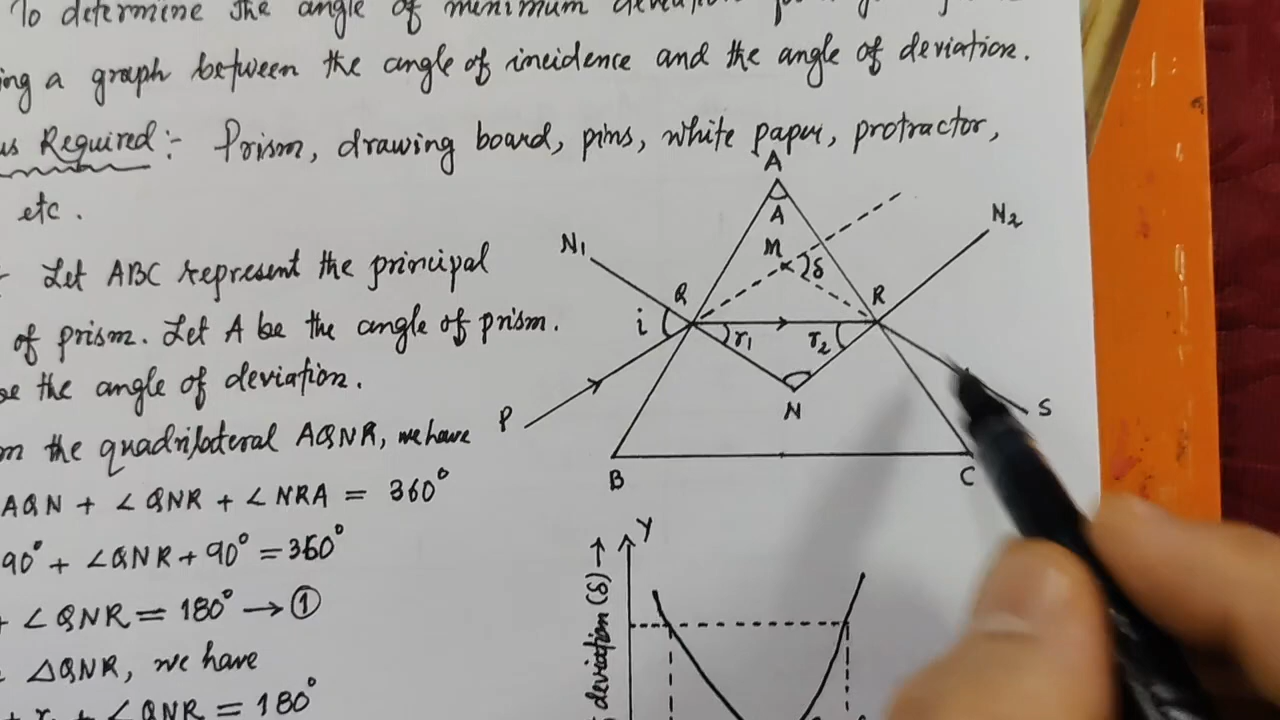 To determine the angle of minimum deviation
ing a graph between the angle of incidence and the angle of deviation.
us Required:- Prism, drawing board, pins, white paper, protractor,
etc.
Let ABC represent the principal
of prism. Let A be the angle of prism.
be the angle of deviation.
m the quadrilateral AQNR, we have
AQN + ∠QNR + ∠NRA = 360°
90° + ∠QNR + 90° = 360°
+ ∠QNR = 180° → ①
ΔQNR, we have
+ r₁ + ∠QNR = 180°
A
A
M
δ
N₁
N₂
Q
R
i
r₁
r₂
P
N
S
B
C
Y
deviation (δ) →